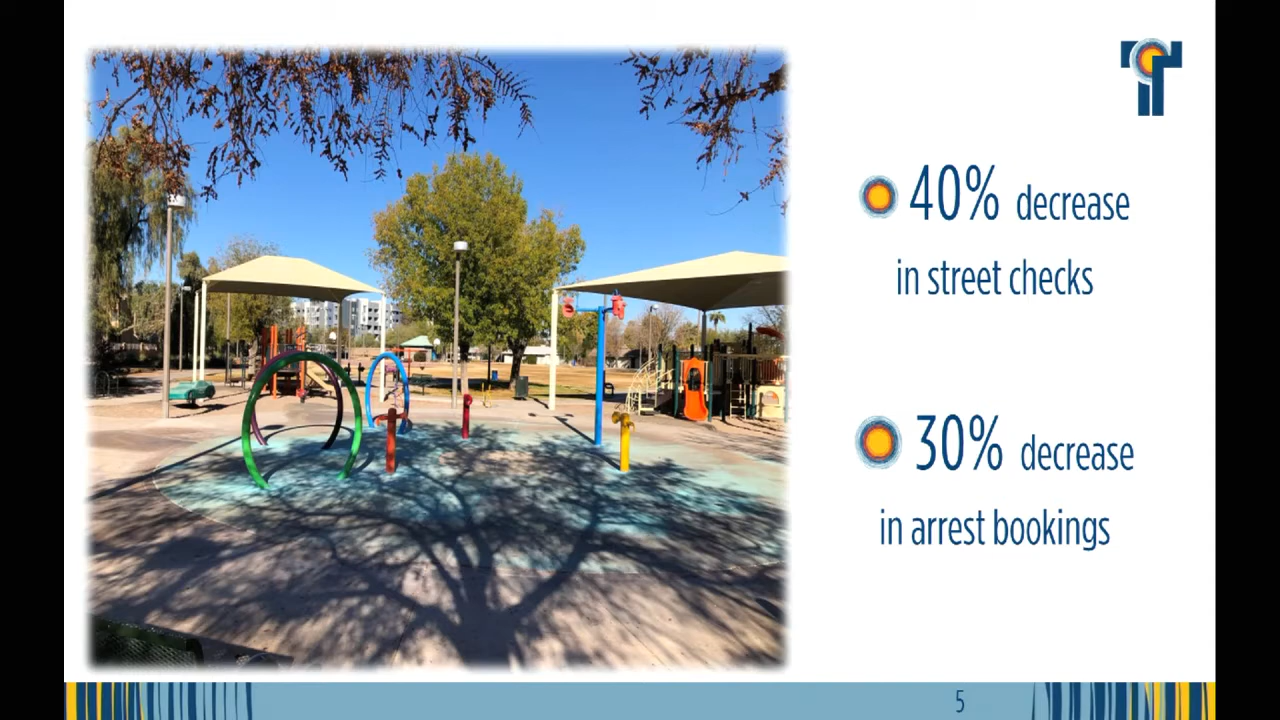 40% decrease
in street checks
30% decrease
in arrest bookings
5